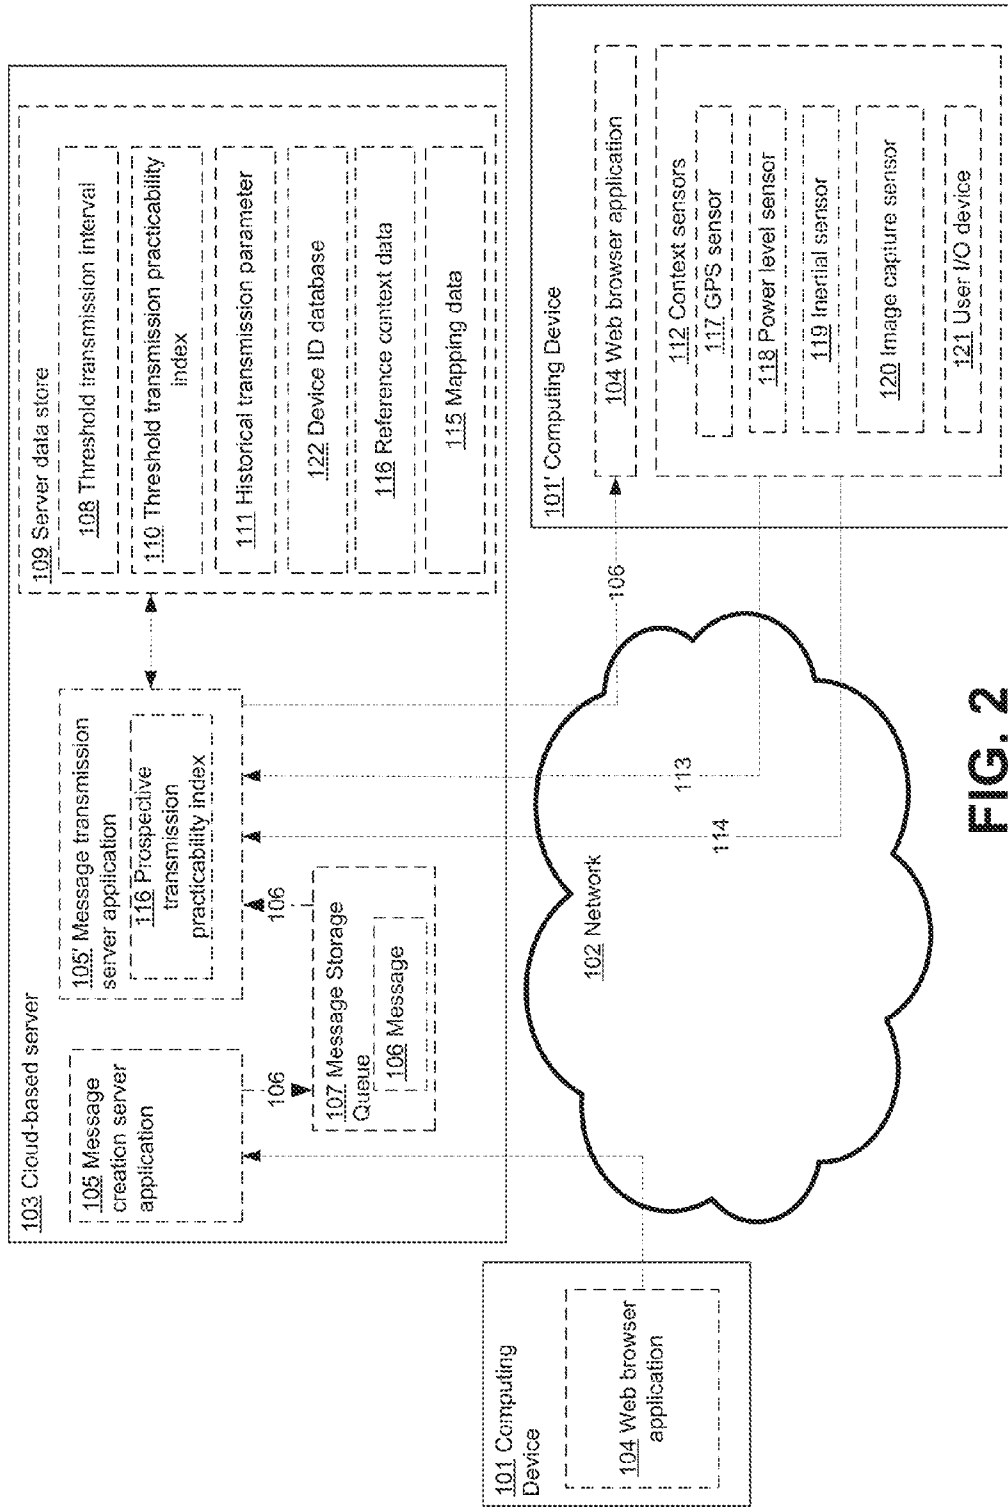 103 Cloud-based server
105 Message
creation server
application
106
107 Message Storage
Queue
106 Message
106
105' Message transmission
server application
116 Prospective
transmission
practicability index
109 Server data store
108 Threshold transmission interval
110 Threshold transmission practicability
index
111 Historical transmission parameter
122 Device ID database
116 Reference context data
115 Mapping data
101 Computing
Device
104 Web browser
application
102 Network
114
113
106
101' Computing Device
104 Web browser application
112 Context sensors
117 GPS sensor
118 Power level sensor
119 Inertial sensor
120 Image capture sensor
121 User I/O device
FIG. 2